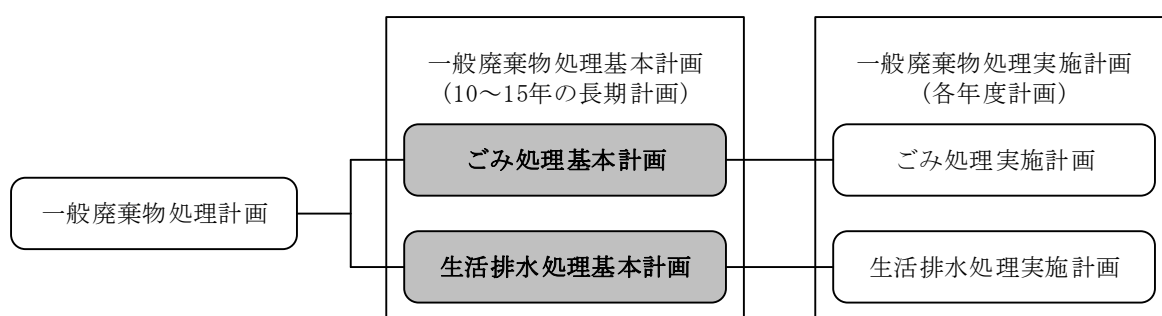 一般廃棄物処理計画
一般廃棄物処理基本計画
(10～15年の長期計画)
ごみ処理基本計画
生活排水処理基本計画
一般廃棄物処理実施計画
(各年度計画)
ごみ処理実施計画
生活排水処理実施計画